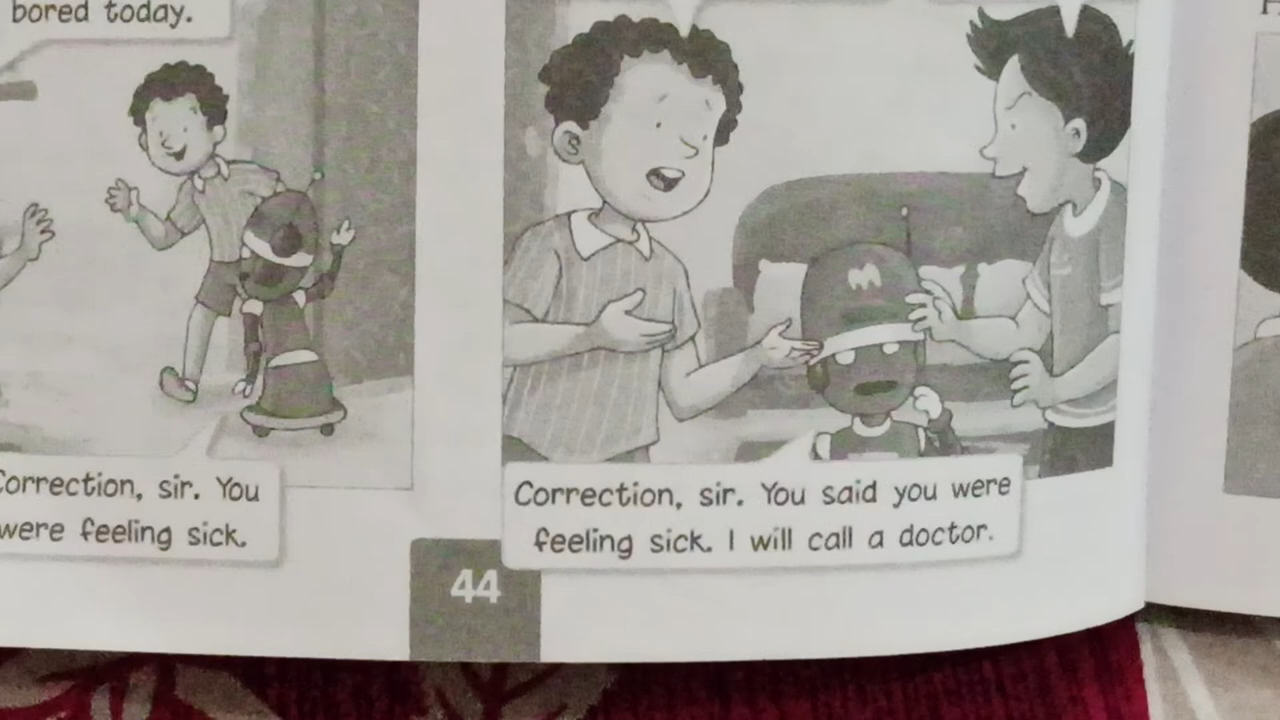 bored today.
Correction, sir. You
were feeling sick.
Correction, sir. You said you were
feeling sick. I will call a doctor.
44